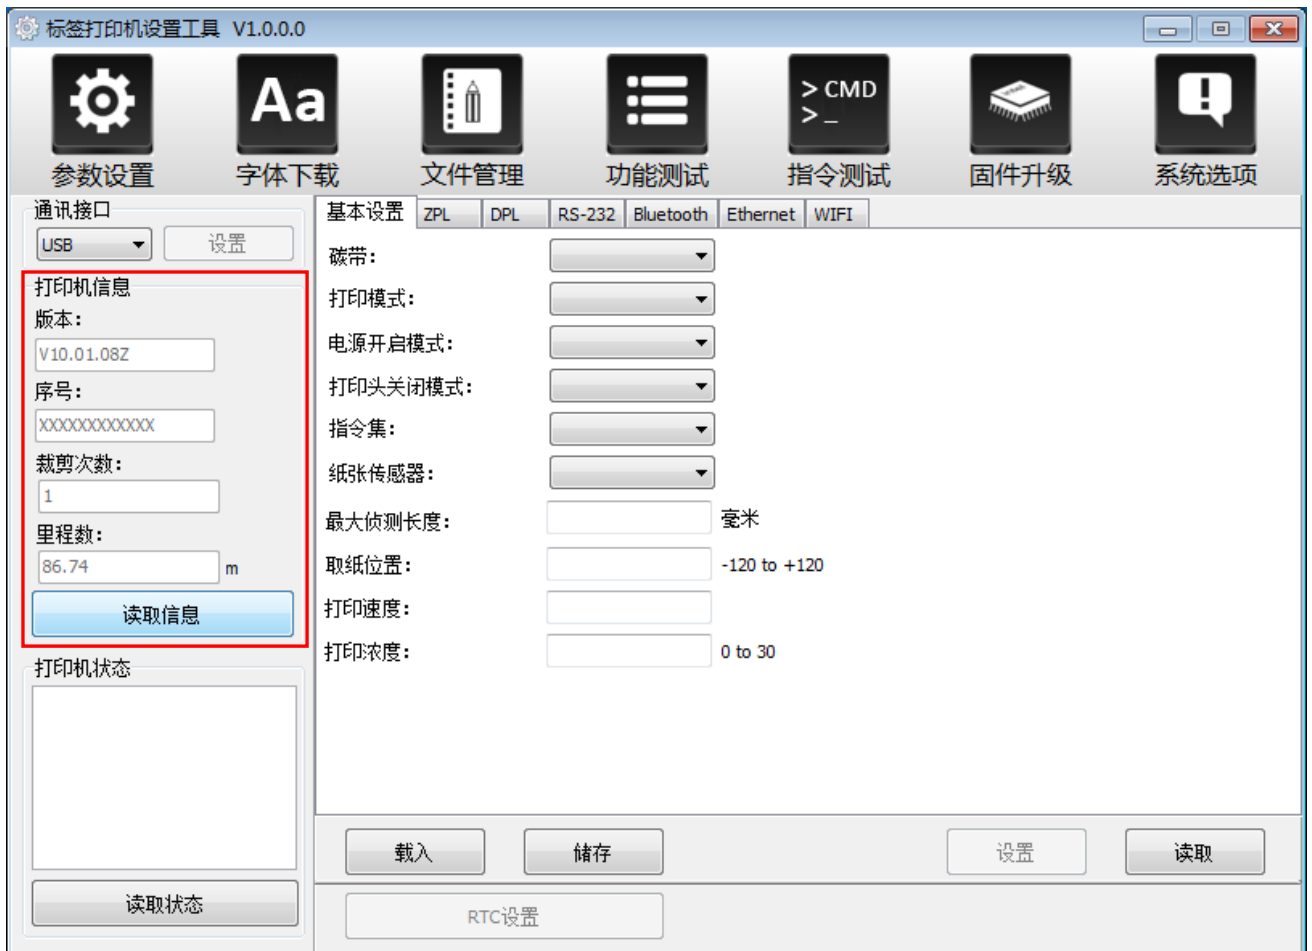 标签打印机设置工具 V1.0.0.0
Aa
> CMD
> _
参数设置 字体下载 文件管理 功能测试 指令测试 固件升级 系统选项
通讯接口
USB 设置
打印机信息
版本:
V10.01.08Z
序号:
XXXXXXXXXXXX
裁剪次数:
1
里程数:
86.74 m
读取信息
打印机状态
读取状态
基本设置 ZPL DPL RS-232 Bluetooth Ethernet WIFI
碳带:
打印模式:
电源开启模式:
打印头关闭模式:
指令集:
纸张传感器:
最大侦测长度: 毫米
取纸位置: -120 to +120
打印速度:
打印浓度: 0 to 30
载入 储存 设置 读取
RTC设置